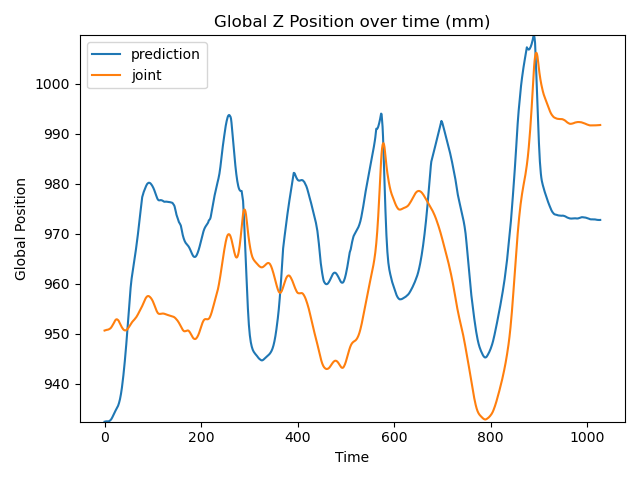 Global Z Position over time (mm)
prediction
joint
1000
990
980
970
960
950
940
Global Position
0 200 400 600 800 1000
Time